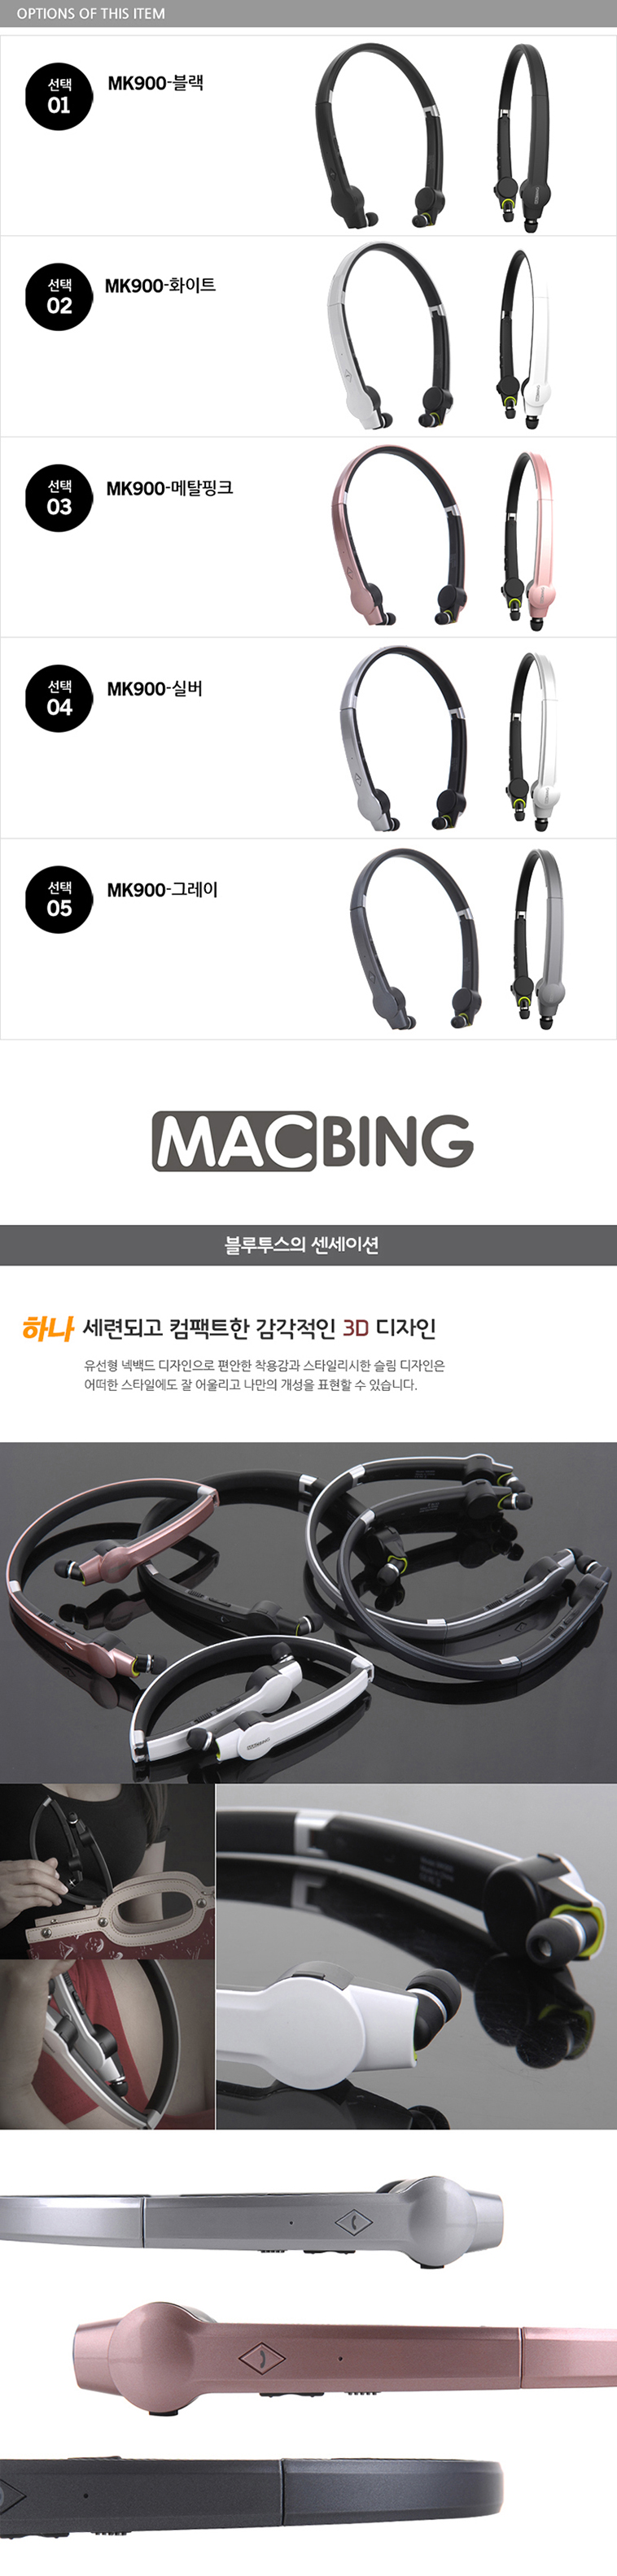 OPTIONS OF THIS ITEM
선택
01
MK900-블랙
선택
02
MK900-화이트
선택
03
MK900-메탈핑크
선택
04
MK900-실버
선택
05
MK900-그레이
MACBING
블루투스의 센세이션
하나 세련되고 컴팩트한 감각적인 3D 디자인
유선형 넥밴드 디자인으로 편안한 착용감과 스타일리시한 슬림 디자인은
어떠한 스타일에도 잘 어울리고 나만의 개성을 표현할 수 있습니다.